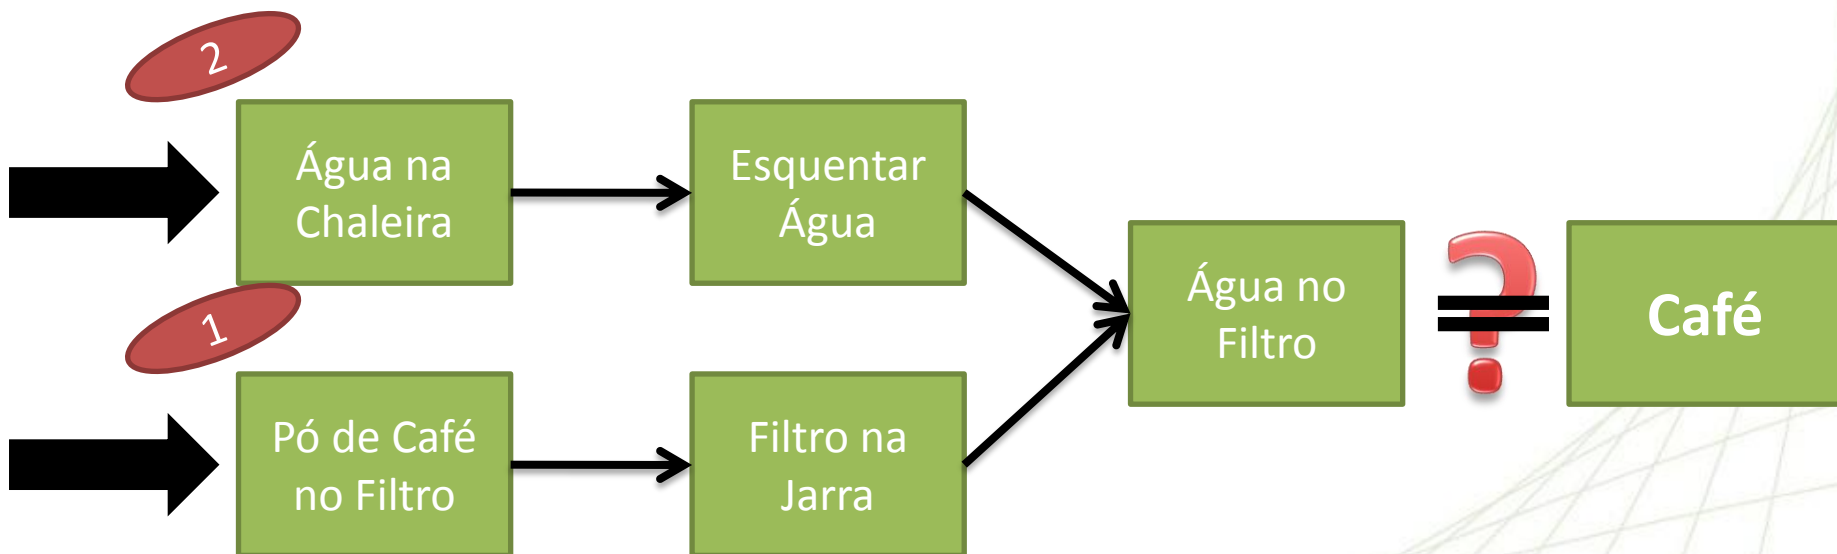 2
Água na
Chaleira
Esquentar
Água
1
Pó de Café
no Filtro
Filtro na
Jarra
Água no
Filtro
?
=
Café